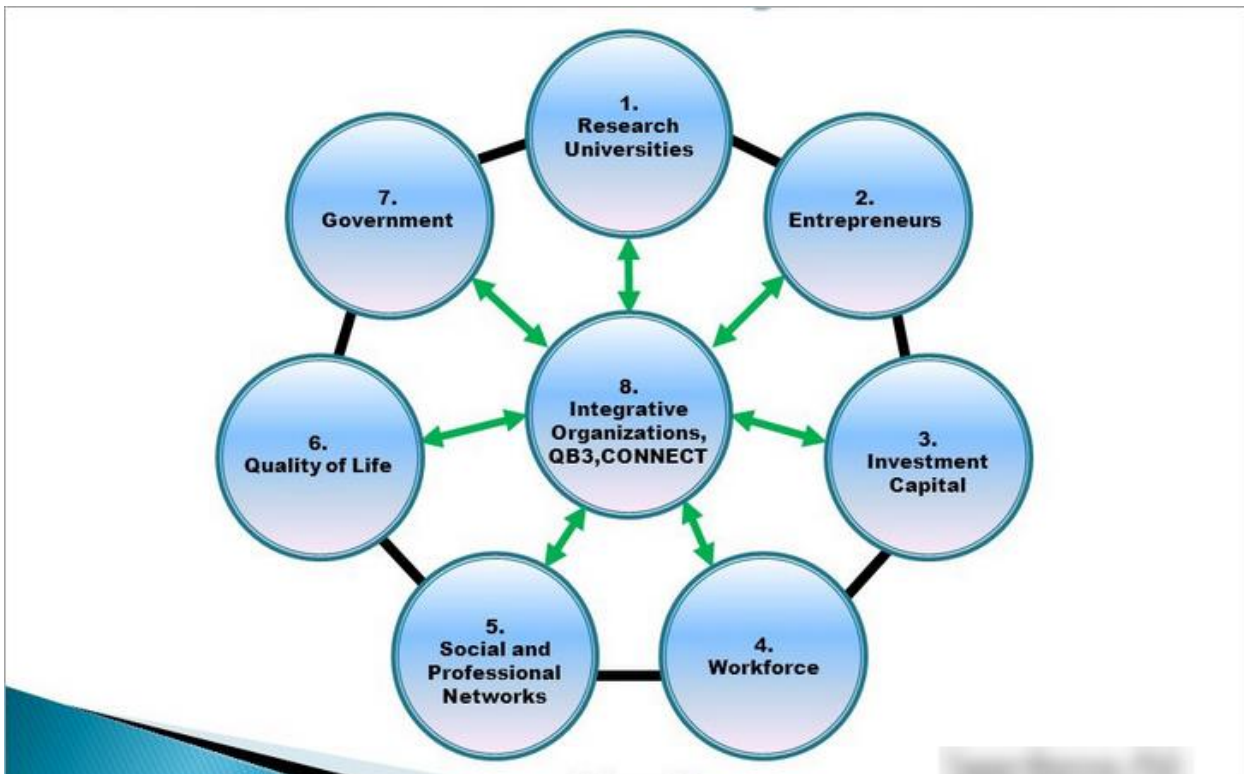 1.
Research
Universities
2.
Entrepreneurs
3.
Investment
Capital
4.
Workforce
5.
Social and
Professional
Networks
6.
Quality of Life
7.
Government
8.
Integrative
Organizations,
QB3,CONNECT